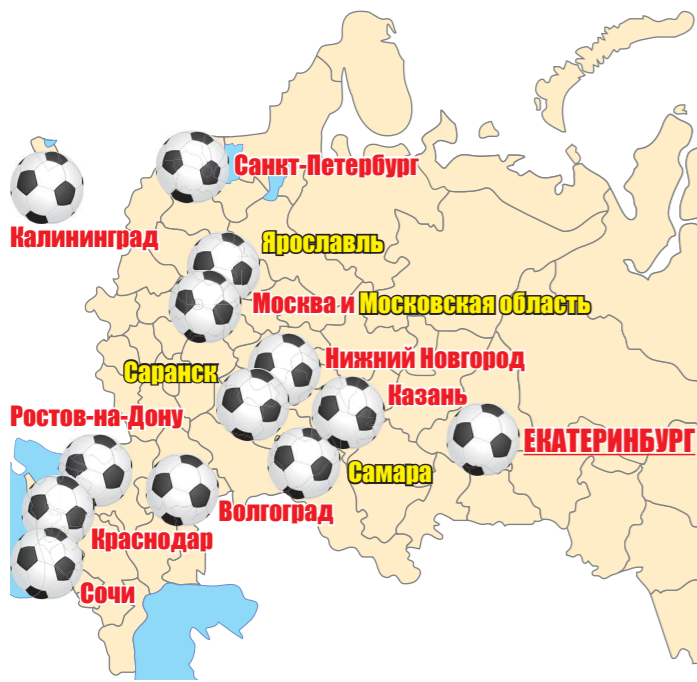 Санкт-Петербург
Калининград
Ярославль
Москва и Московская область
Нижний Новгород
Саранск
Казань
Ростов-на-Дону
ЕКАТЕРИНБУРГ
Самара
Волгоград
Краснодар
Сочи